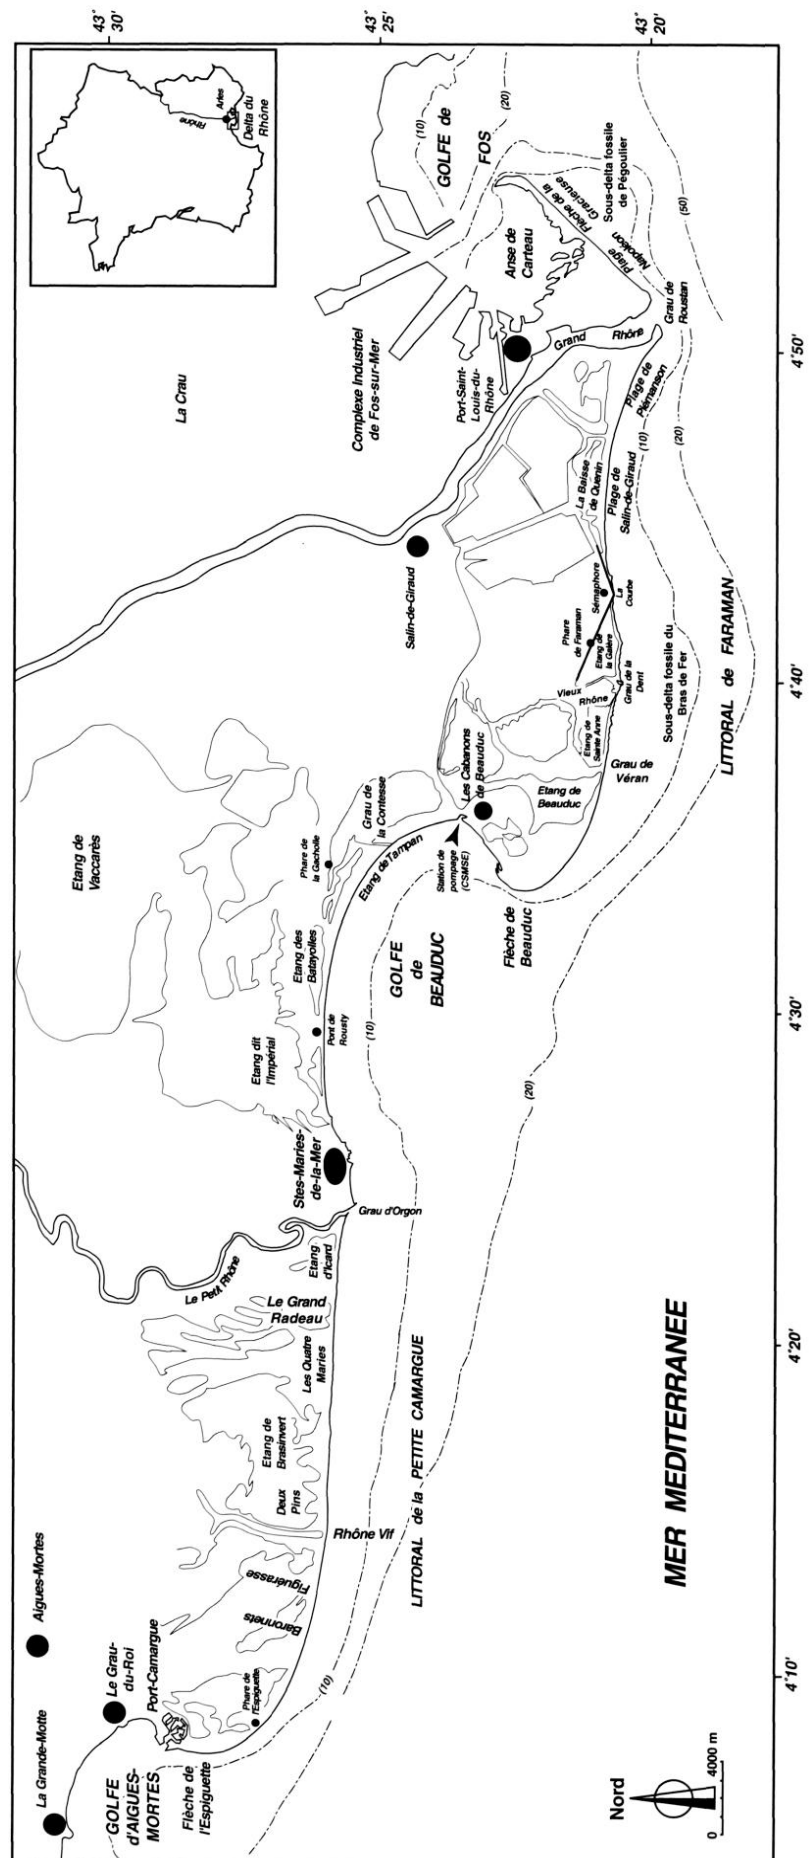 43° 30'
43° 25'
43° 20'
Rhône
Arles
Delta du
Rhône
La Crau
Complexe Industriel
de Fos-sur-Mer
GOLFE de
FOS
(10)
(20)
(50)
Anse de
Carteau
Flèche de la
Gracieuse
Plage
Napoléon
Sous-delta fossile
de Pégoulier
Port-Saint-
Louis-du-
Rhône
Grand Rhône
Grau de
Roustan
Plage de
Piémanson
(10)
(20)
4°50'
Salin-de-Giraud
La Baisse
de Quenin
Plage de
Salin-de-Giraud
Sémaphore
La
Courbe
Phare
de Faraman
Etang de
la Galère
Vieux
Rhône
Grau de la
Dent
Etang de
Sainte Anne
Grau de
Véran
Etang de
Beauduc
Les Cabanons
de Beauduc
Sous-delta fossile du
Bras de Fer
LITTORAL de FARAMAN
4°40'
Etang de
Vaccarès
Phare de
la Gacholle
Grau de
la Contesse
Etang de Tampan
Station de
pompage
(CSMSE)
Flèche de
Beauduc
GOLFE
de
BEAUDUC
Etang des
Batayolles
Pont de
Rousty
Etang dit
l'Impérial
(10)
(20)
4°30'
Stes-Maries-
de-la-Mer
Grau d'Orgon
Le Petit Rhône
Etang
d'Icard
Le Grand
Radeau
Les Quatre
Maries
4°20'
LITTORAL de la PETITE CAMARGUE
MER MEDITERRANEE
Etang de
Brasinvert
Deux
Pins
Rhône Vif
Figuérasse
Baronnets
Aigues-Mortes
Le Grau-
du-Roi
Port-Camargue
Phare de
l'Espiguette
(10)
4°10'
La Grande-Motte
GOLFE
d'AIGUES-
MORTES
Flèche de
l'Espiguette
Nord
0 4000 m